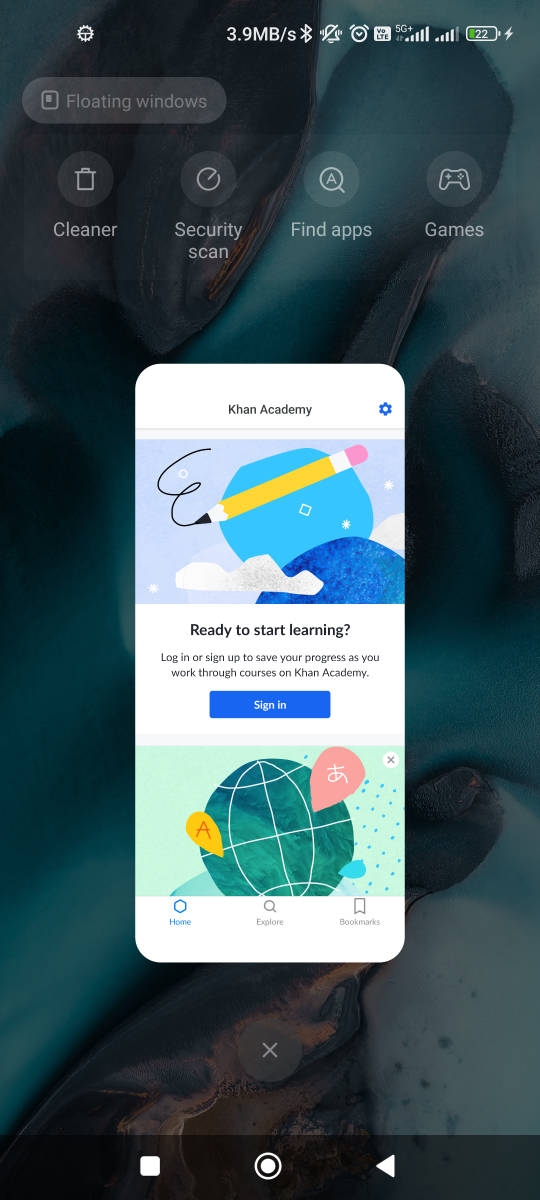 3.9MB/s Vo LTE 5G+ 22
Floating windows
Cleaner
Security scan
Find apps
Games
Khan Academy
Ready to start learning?
Log in or sign up to save your progress as you
work through courses on Khan Academy.
Sign in
あ
A
Home
Explore
Bookmarks